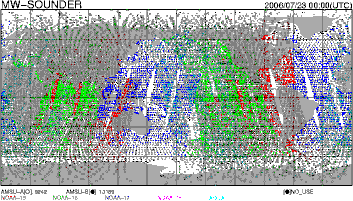 MW-SOUNDER 2006/07/23 00:00(UTC)
AMSU-A[O] AMSU-B[●] [●]NO_USE
NOAA-15 NOAA-16 NOAA-17